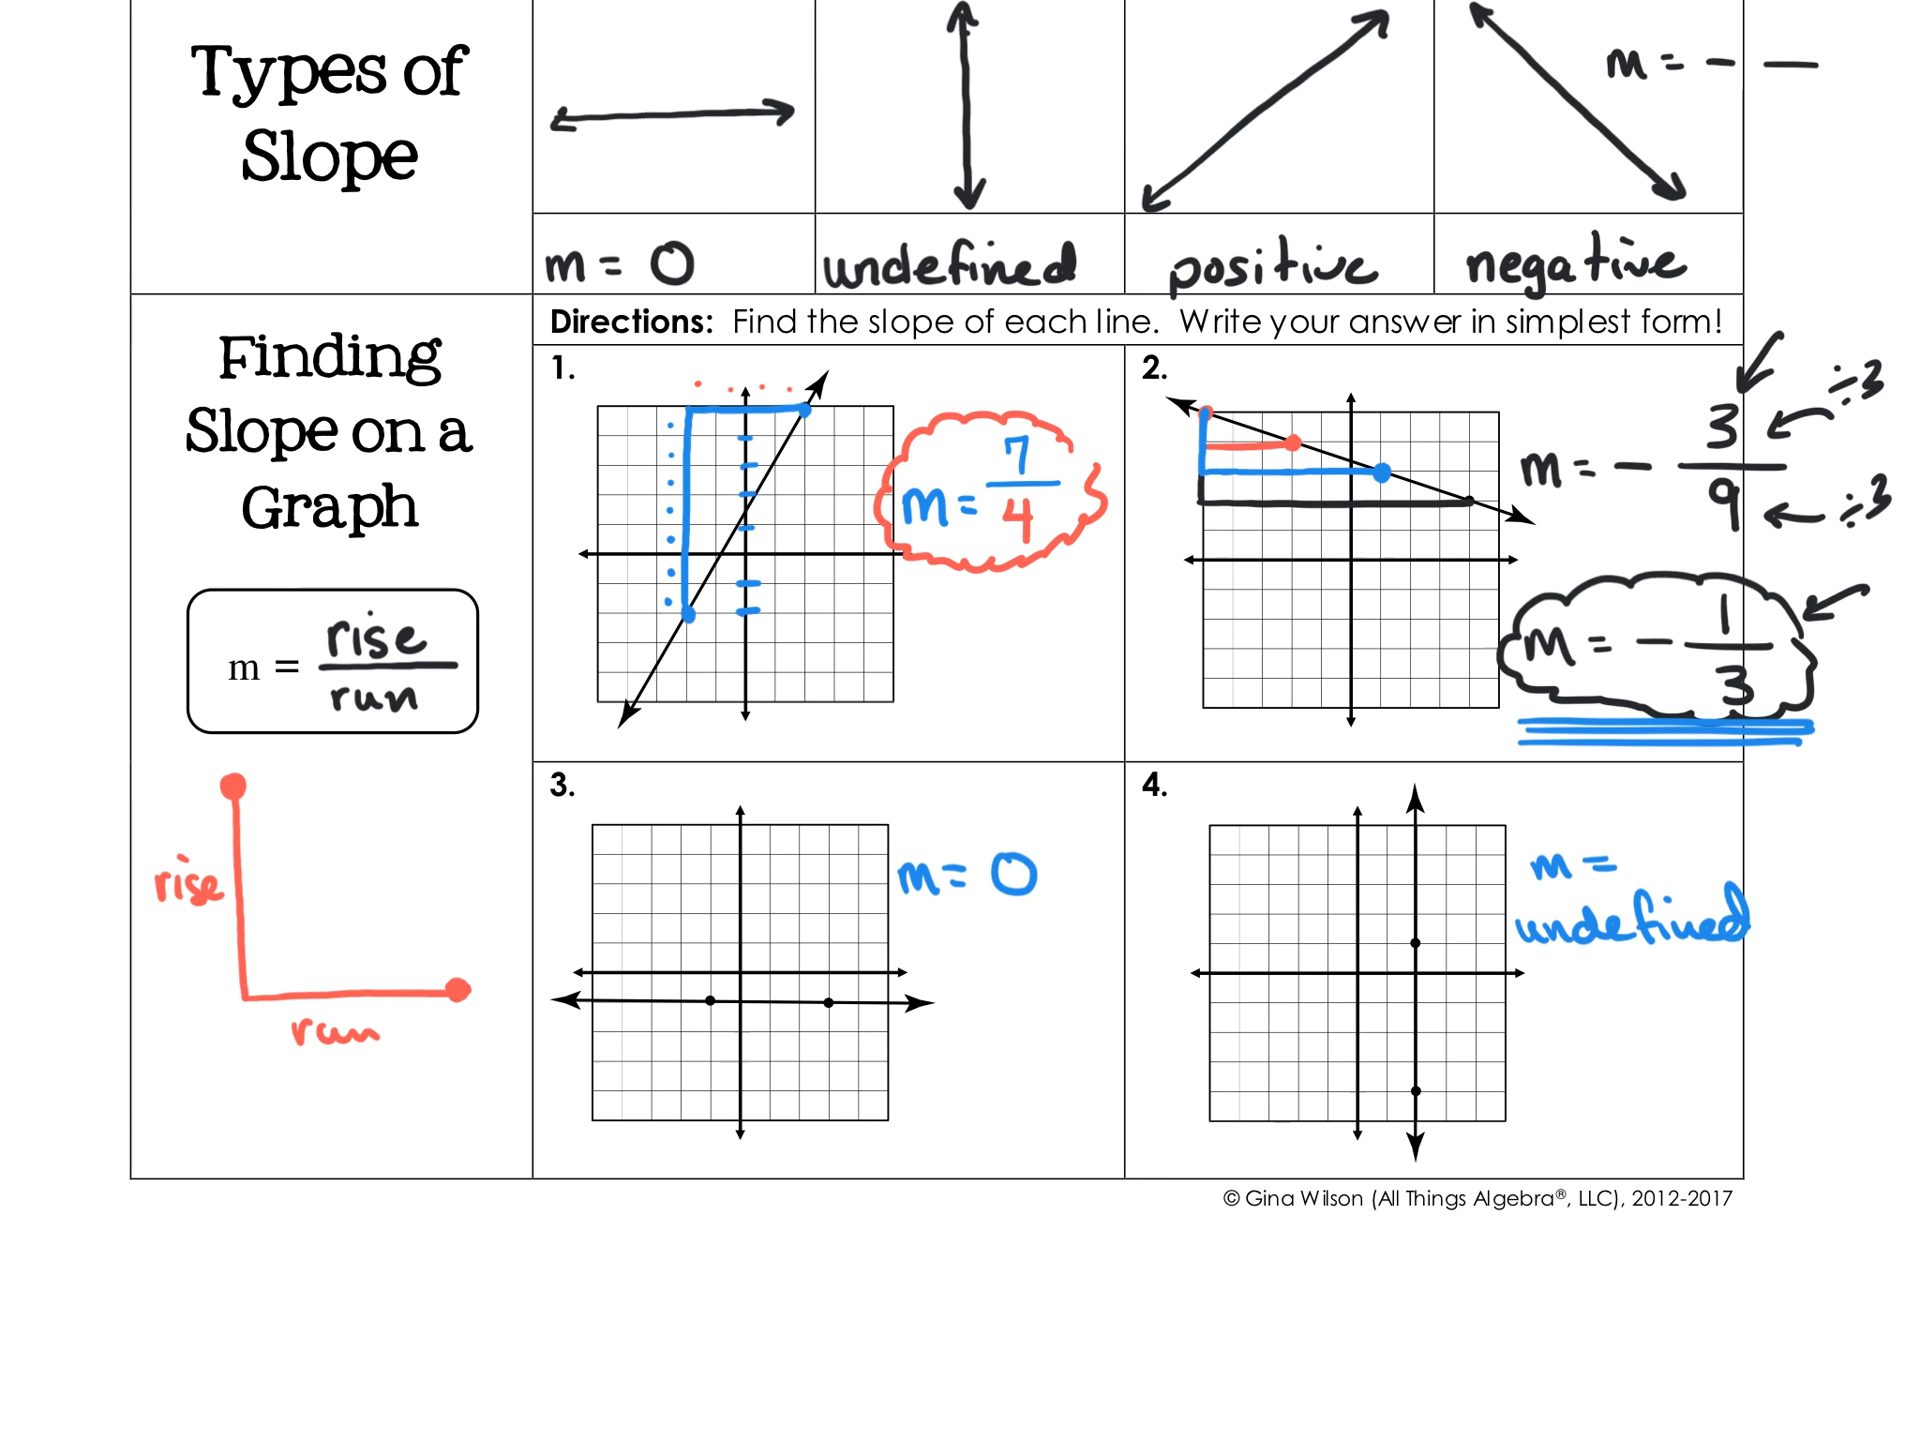 Types of
Slope
m = - —
m = 0
undefined
positive
negative
Finding
Slope on a
Graph
m = rise
run
rise
run
Directions: Find the slope of each line. Write your answer in simplest form!
1.
m = 7
4
2.
m = - 3
9
÷3
÷3
m = - 1
3
3.
m = 0
4.
m =
undefined
© Gina Wilson (All Things Algebra®, LLC), 2012-2017